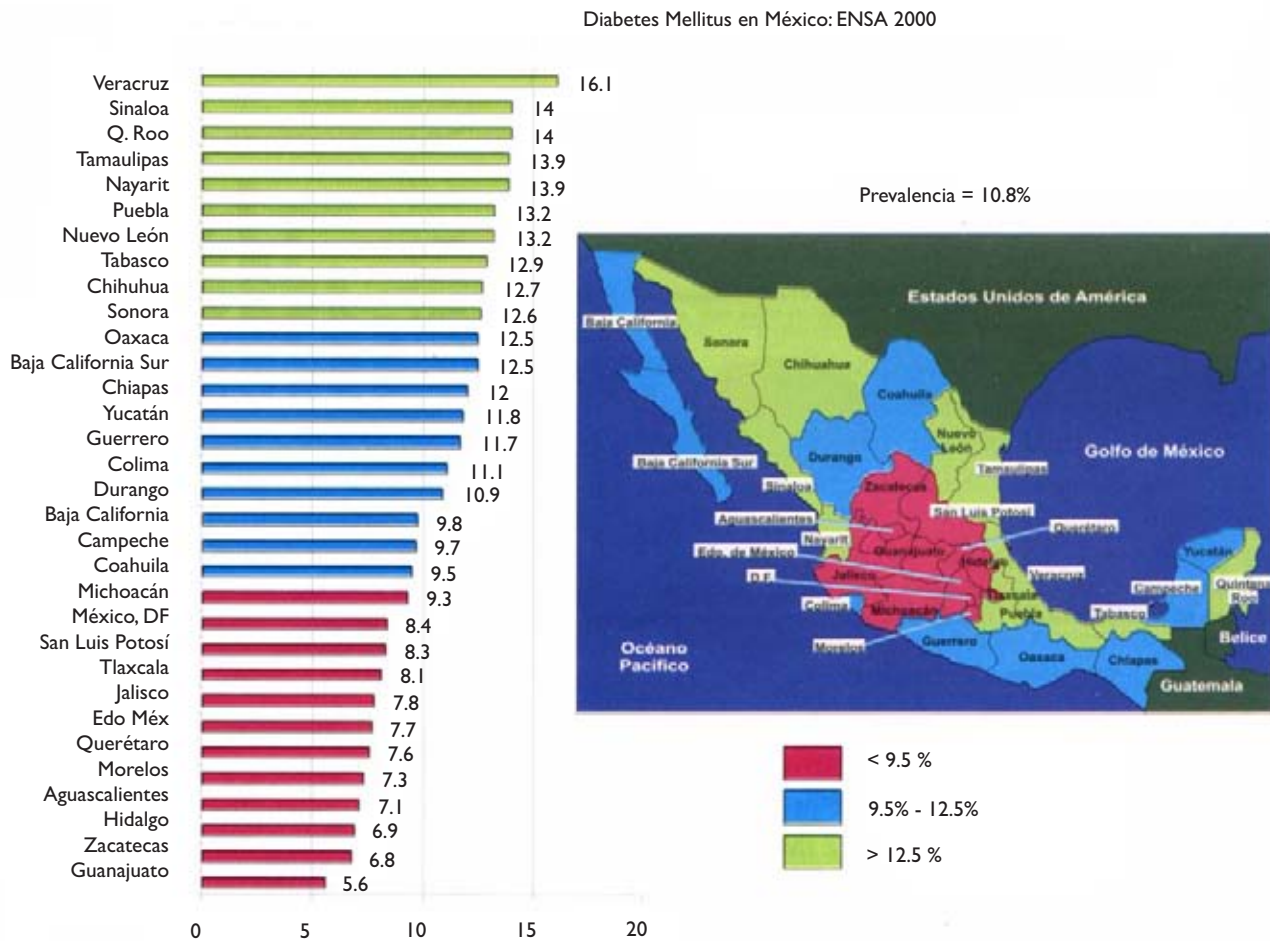 Diabetes Mellitus en México: ENSA 2000
Veracruz 16.1
Sinaloa 14
Q. Roo 14
Tamaulipas 13.9
Nayarit 13.9
Puebla 13.2
Nuevo León 13.2
Tabasco 12.9
Chihuhua 12.7
Sonora 12.6
Oaxaca 12.5
Baja California Sur 12.5
Chiapas 12
Yucatán 11.8
Guerrero 11.7
Colima 11.1
Durango 10.9
Baja California 9.8
Campeche 9.7
Coahuila 9.5
Michoacán 9.3
México, DF 8.4
San Luis Potosí 8.3
Tlaxcala 8.1
Jalisco 7.8
Edo Méx 7.7
Querétaro 7.6
Morelos 7.3
Aguascalientes 7.1
Hidalgo 6.9
Zacatecas 6.8
Guanajuato 5.6
0 5 10 15 20
Prevalencia = 10.8%
Estados Unidos de América
Baja California
Sonora
Chihuahua
Coahuila
Nuevo
León
Golfo de México
Durango
Baja California Sur
Tamaulipas
Sinaloa
Zacatecas
San Luis Potosí
Aguascalientes
Querétaro
Nayarit
Guanajuato
Edo. de México
Hidalgo
Yucatán
Jalisco
Veracruz
D.F.
Campeche
Quintana
Roo
Tlaxcala
Colima
Michoacán
Puebla
Tabasco
Morelos
Guerrero
Belice
Océano
Pacífico
Oaxaca
Chiapas
Guatemala
< 9.5 %
9.5% - 12.5%
> 12.5 %